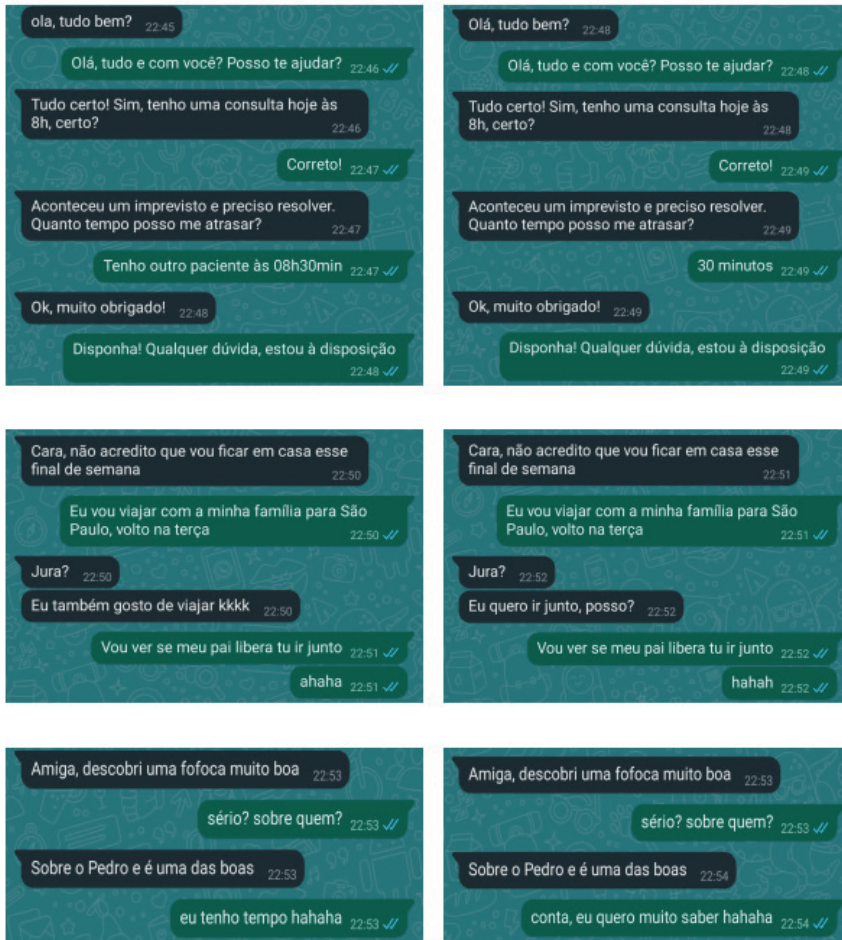 ola, tudo bem? 22:45
Olá, tudo e com você? Posso te ajudar? 22:46
Tudo certo! Sim, tenho uma consulta hoje às
8h, certo? 22:46
Correto! 22:47
Aconteceu um imprevisto e preciso resolver.
Quanto tempo posso me atrasar? 22:47
Tenho outro paciente às 08h30min 22:47
Ok, muito obrigado! 22:48
Disponha! Qualquer dúvida, estou à disposição
22:48
Olá, tudo bem? 22:48
Olá, tudo e com você? Posso te ajudar? 22:48
Tudo certo! Sim, tenho uma consulta hoje às
8h, certo? 22:48
Correto! 22:49
Aconteceu um imprevisto e preciso resolver.
Quanto tempo posso me atrasar? 22:49
30 minutos 22:49
Ok, muito obrigado! 22:49
Disponha! Qualquer dúvida, estou à disposição
22:49
Cara, não acredito que vou ficar em casa esse
final de semana 22:50
Eu vou viajar com a minha família para São
Paulo, volto na terça 22:50
Jura? 22:50
Eu também gosto de viajar kkkk 22:50
Vou ver se meu pai libera tu ir junto 22:51
ahaha 22:51
Cara, não acredito que vou ficar em casa esse
final de semana 22:51
Eu vou viajar com a minha família para São
Paulo, volto na terça 22:51
Jura? 22:52
Eu quero ir junto, posso? 22:52
Vou ver se meu pai libera tu ir junto 22:52
hahah 22:52
Amiga, descobri uma fofoca muito boa 22:53
sério? sobre quem? 22:53
Sobre o Pedro e é uma das boas 22:53
eu tenho tempo hahaha 22:53
Amiga, descobri uma fofoca muito boa 22:53
sério? sobre quem? 22:53
Sobre o Pedro e é uma das boas 22:54
conta, eu quero muito saber hahaha 22:54